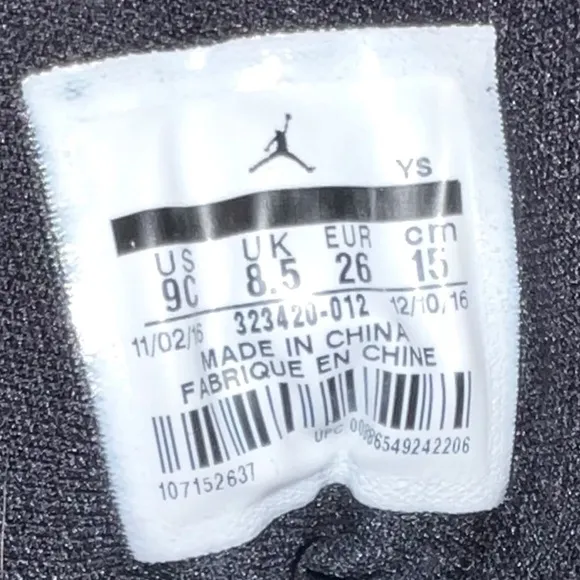 YS
US UK EUR cm
9C 8.5 26 15
11/02/16 323420-012 12/10/16
MADE IN CHINA
FABRIQUE EN CHINE
UPC 00886549242206
107152637